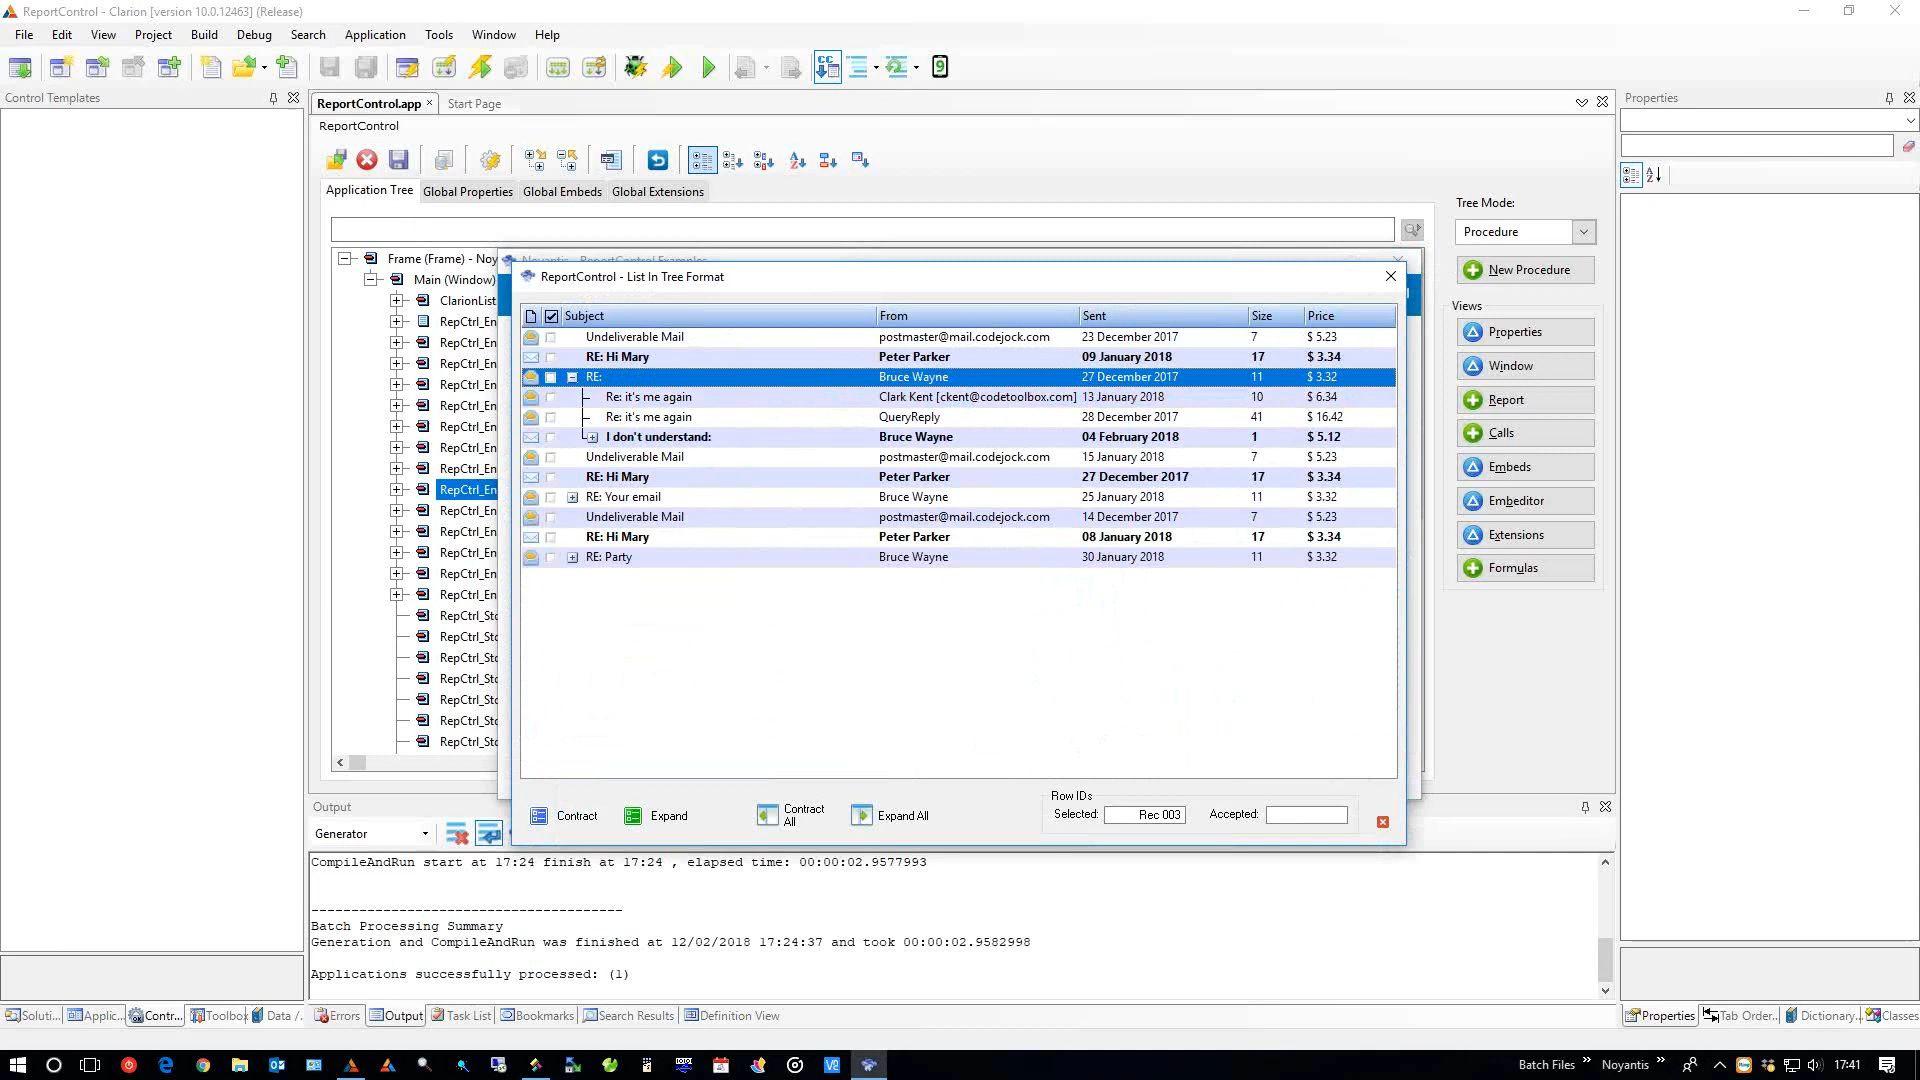 ReportControl - Clarion [version 10.0.12463] (Release)
File Edit View Project Build Debug Search Application Tools Window Help
Control Templates
ReportControl.app Start Page
ReportControl
Application Tree Global Properties Global Embeds Global Extensions
Frame (Frame) - Noy
Main (Window)
ClarionList
RepCtrl_En
RepCtrl_En
RepCtrl_En
RepCtrl_En
RepCtrl_En
RepCtrl_En
RepCtrl_En
RepCtrl_En
RepCtrl_En
RepCtrl_En
RepCtrl_En
RepCtrl_En
RepCtrl_En
RepCtrl_En
RepCtrl_Sto
RepCtrl_Sto
RepCtrl_Sto
RepCtrl_Sto
RepCtrl_Sto
RepCtrl_Sto
RepCtrl_Sto
Noyantis - ReportControl Examples
ReportControl - List In Tree Format
Subject From Sent Size Price
Undeliverable Mail postmaster@mail.codejock.com 23 December 2017 7 $ 5.23
RE: Hi Mary Peter Parker 09 January 2018 17 $ 3.34
RE: Bruce Wayne 27 December 2017 11 $ 3.32
Re: it's me again Clark Kent [ckent@codetoolbox.com] 13 January 2018 10 $ 6.34
Re: it's me again QueryReply 28 December 2017 41 $ 16.42
I don't understand: Bruce Wayne 04 February 2018 1 $ 5.12
Undeliverable Mail postmaster@mail.codejock.com 15 January 2018 7 $ 5.23
RE: Hi Mary Peter Parker 27 December 2017 17 $ 3.34
RE: Your email Bruce Wayne 25 January 2018 11 $ 3.32
Undeliverable Mail postmaster@mail.codejock.com 14 December 2017 7 $ 5.23
RE: Hi Mary Peter Parker 08 January 2018 17 $ 3.34
RE: Party Bruce Wayne 30 January 2018 11 $ 3.32
Contract Expand Contract All Expand All
Row IDs
Selected: Rec 003 Accepted:
Tree Mode:
Procedure
New Procedure
Views
Properties
Window
Report
Calls
Embeds
Embeditor
Extensions
Formulas
Properties
Output
Generator
CompileAndRun start at 17:24 finish at 17:24 , elapsed time: 00:00:02.9577993
---------------------------------------
Batch Processing Summary
Generation and CompileAndRun was finished at 12/02/2018 17:24:37 and took 00:00:02.9582998
Applications successfully processed: (1)
Soluti... Applic... Contr... Toolbox Data /... Errors Output Task List Bookmarks Search Results Definition View Properties Tab Order... Dictionary... Classes
Batch Files Noyantis 17:41